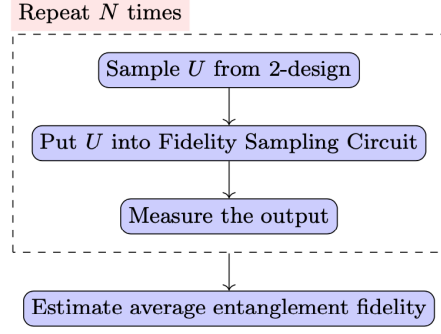 Repeat N times
Sample U from 2-design
Put U into Fidelity Sampling Circuit
Measure the output
Estimate average entanglement fidelity